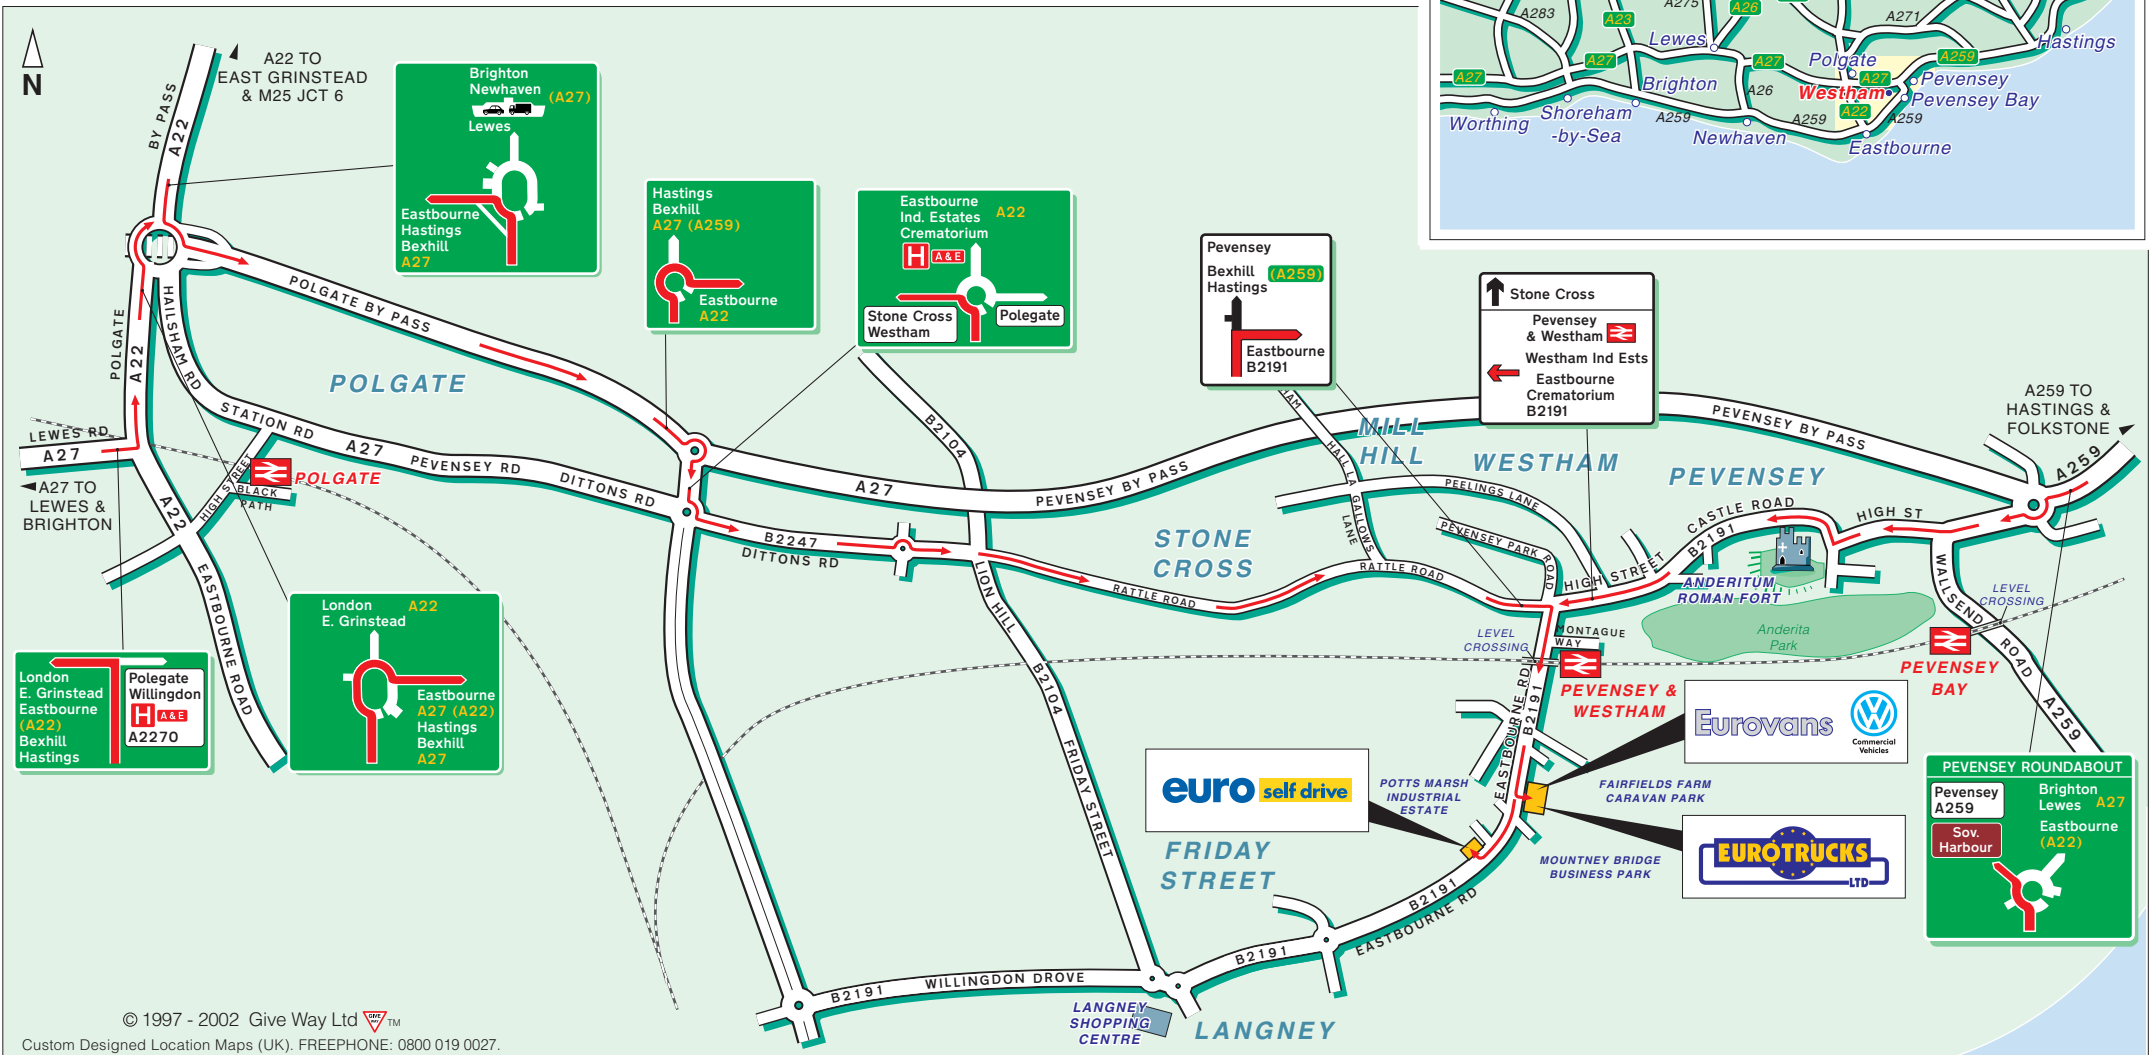 N
A22 TO
EAST GRINSTEAD
& M25 JCT 6
BY PASS
A22
Brighton
Newhaven
(A27)
Lewes
Eastbourne
Hastings
Bexhill
A27
Hastings
Bexhill
A27 (A259)
Eastbourne
A22
Eastbourne
Ind. Estates
Crematorium
A22
H A&E
Stone Cross
Westham
Polegate
Pevensey
Bexhill
Hastings
(A259)
Eastbourne
B2191
Stone Cross
Pevensey
& Westham
Westham Ind Ests
Eastbourne
Crematorium
B2191
A283
A23
A275
A26
A271
Lewes
Hastings
A27
A27
A27
A259
Polgate
A27
Pevensey
Westham
Pevensey Bay
Brighton
A26
A22
Worthing
Shoreham
-by-Sea
A259
Newhaven
A259
A259
Eastbourne
POLGATE
A22
HAILSHAM RD
POLGATE BY PASS
POLGATE
STATION RD
A27
PEVENSEY RD
DITTONS RD
LEWES RD
A27
A27 TO
LEWES &
BRIGHTON
A22
HIGH STREET
BLACK
PATH
POLGATE
EASTBOURNE ROAD
B2104
A27
PEVENSEY BY PASS
HAM
HALL LA
GALLOWS
LANE
MILL
HILL
WESTHAM
PEVENSEY
PEVENSEY BY PASS
A259 TO
HASTINGS &
FOLKSTONE
A259
PEELINGS LANE
PEVENSEY PARK ROAD
CASTLE ROAD
B2191
HIGH ST
HIGH STREET
STONE
CROSS
B2247
DITTONS RD
RATTLE ROAD
RATTLE ROAD
ANDERITUM
ROMAN FORT
Anderita
Park
WALLSEND ROAD
LEVEL
CROSSING
A259
PEVENSEY
BAY
LEVEL
CROSSING
MONTAGUE
WAY
PEVENSEY &
WESTHAM
LION HILL
B2104
FRIDAY STREET
EASTBOURNE RD
B2191
London
E. Grinstead
Eastbourne
(A22)
Bexhill
Hastings
Polegate
Willingdon
H A&E
A2270
London
E. Grinstead
A22
Eastbourne
A27 (A22)
Hastings
Bexhill
A27
Eurovans
Commercial
Vehicles
euro self drive
POTTS MARSH
INDUSTRIAL
ESTATE
FAIRFIELDS FARM
CARAVAN PARK
EUROTRUCKS
LTD
MOUNTNEY BRIDGE
BUSINESS PARK
FRIDAY
STREET
PEVENSEY ROUNDABOUT
Pevensey
A259
Brighton
Lewes
A27
Sov.
Harbour
Eastbourne
(A22)
B2191
EASTBOURNE RD
B2191
B2191
WILLINGDON DROVE
LANGNEY
SHOPPING
CENTRE
LANGNEY
© 1997 - 2002 Give Way Ltd GIVE WAY TM
Custom Designed Location Maps (UK). FREEPHONE: 0800 019 0027.